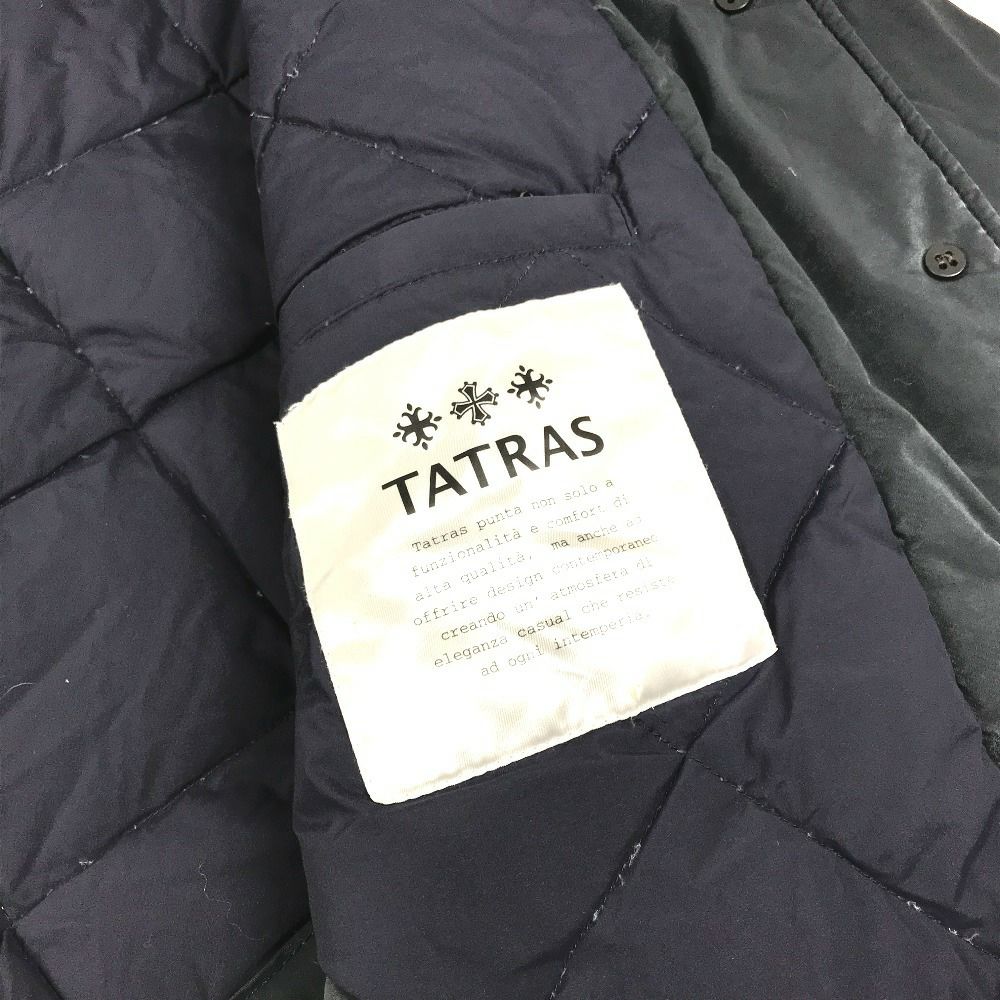 TATRAS
Tatras punta non solo a
funzionalità e comfort di
alta qualità, ma anche ad
offrire design contemporaneo
creando un' atmosfera di
eleganza casual che resiste
ad ogni intemperia.